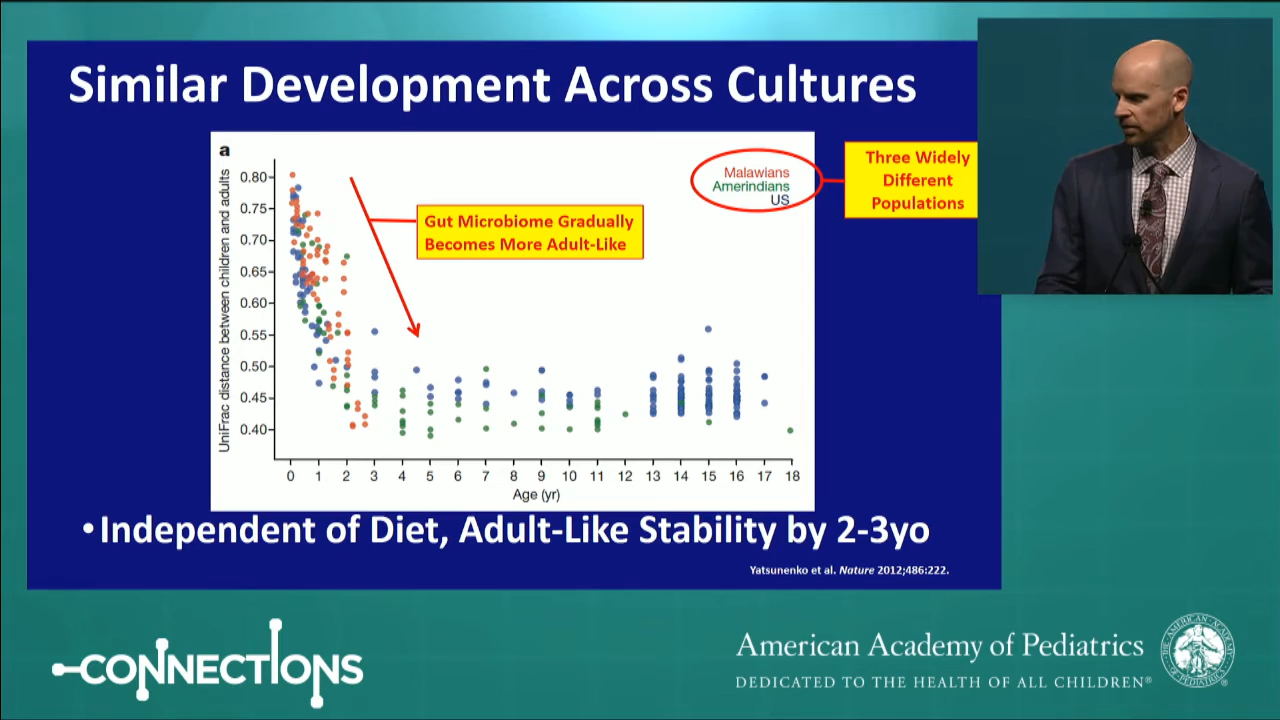 Similar Development Across Cultures
a
UniFrac distance between children and adults
0.80
0.75
0.70
0.65
0.60
0.55
0.50
0.45
0.40
Malawians
Amerindians
US
Three Widely
Different
Populations
Gut Microbiome Gradually
Becomes More Adult-Like
0 1 2 3 4 5 6 7 8 9 10 11 12 13 14 15 16 17 18
Age (yr)
• Independent of Diet, Adult-Like Stability by 2-3yo
Yatsunenko et al. Nature 2012;486:222.
CONNECTIONS
American Academy of Pediatrics
DEDICATED TO THE HEALTH OF ALL CHILDREN®